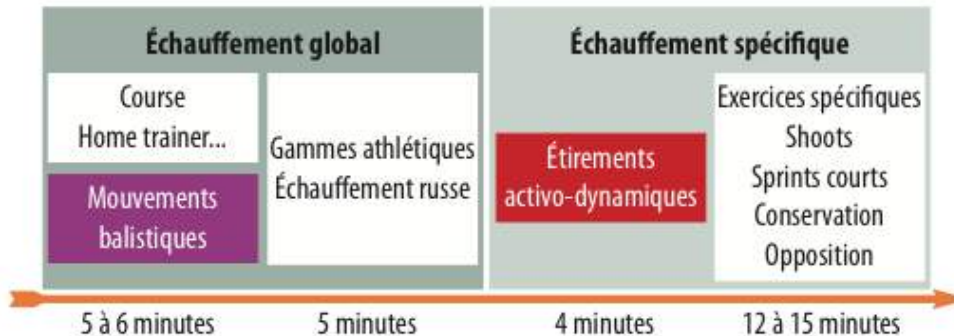 Échauffement global
Course
Home trainer...
Mouvements
balistiques
Gammes athlétiques
Échauffement russe
Échauffement spécifique
Étirements
activo-dynamiques
Exercices spécifiques
Shoots
Sprints courts
Conservation
Opposition
5 à 6 minutes
5 minutes
4 minutes
12 à 15 minutes